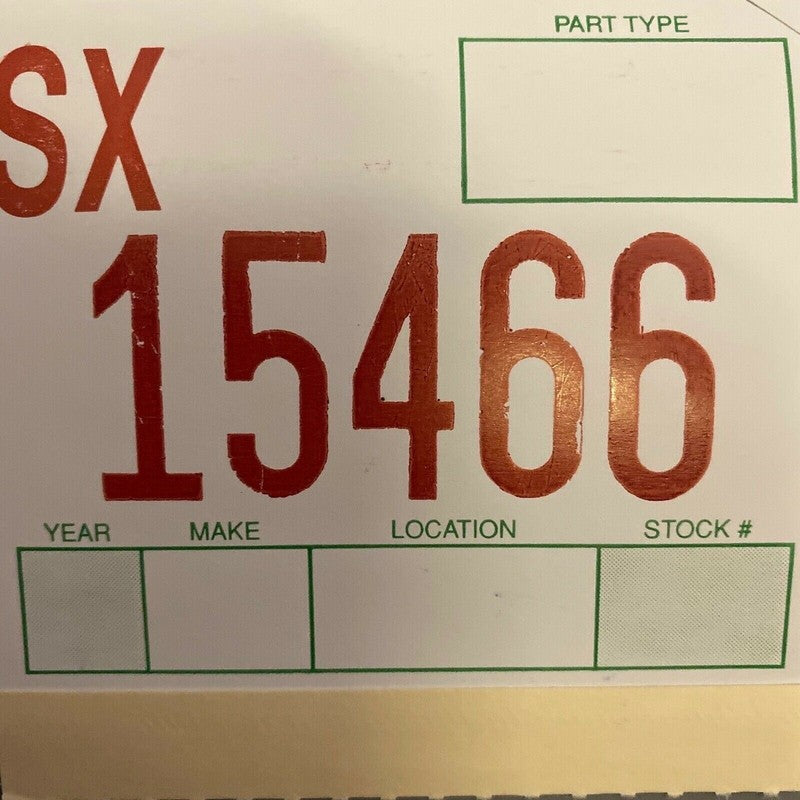 PART TYPE
SX
15466
YEAR MAKE LOCATION STOCK #